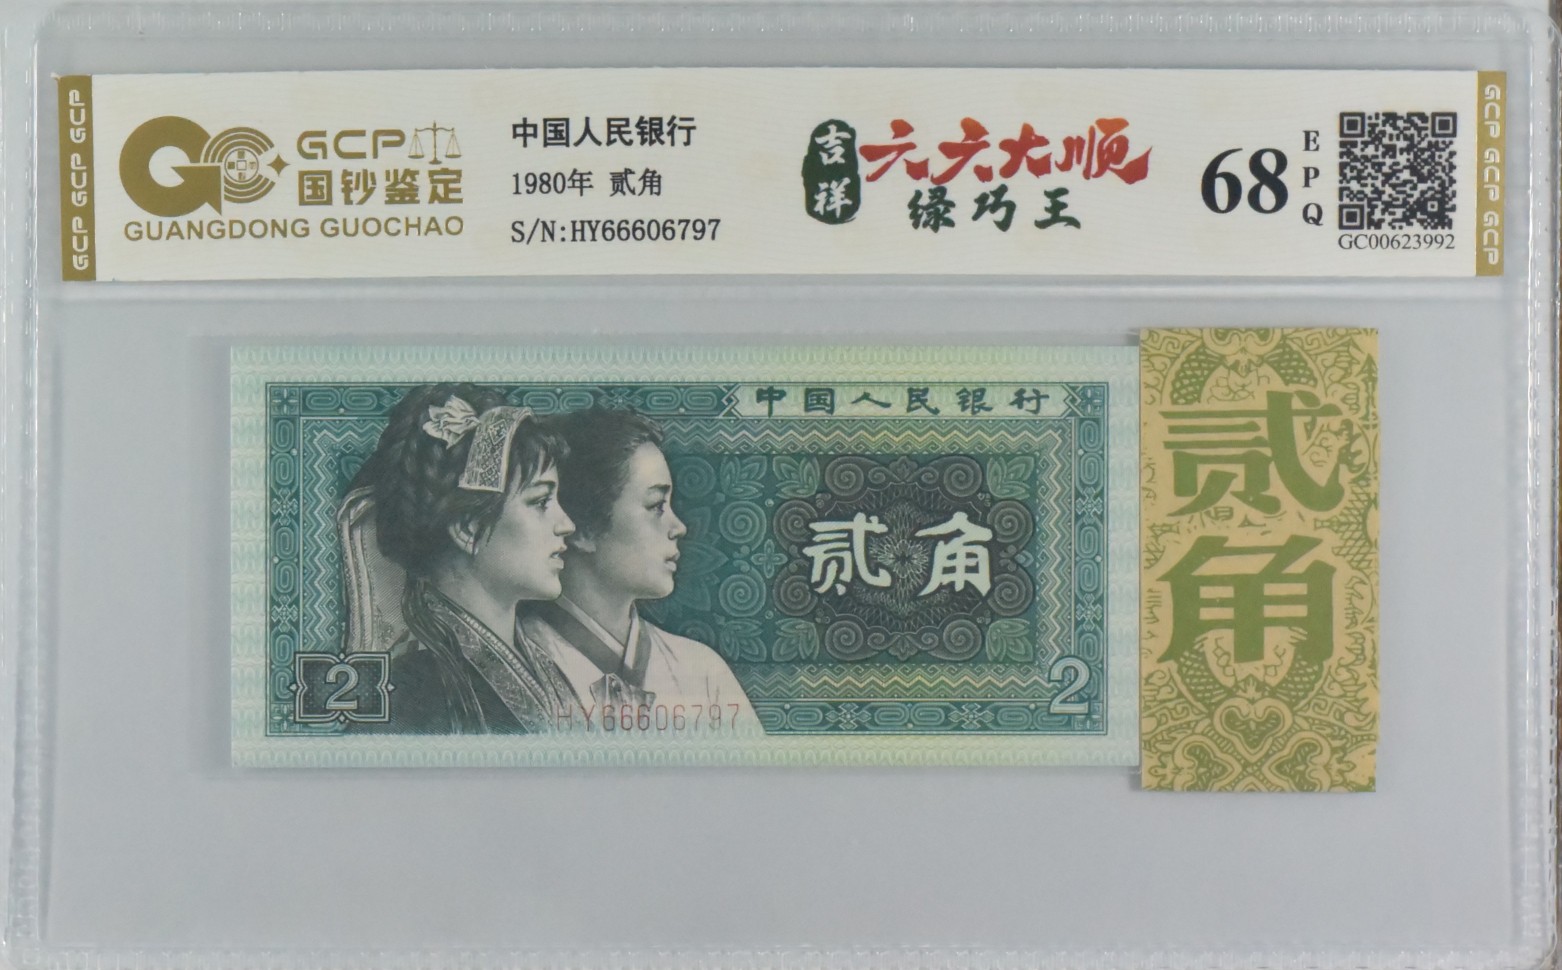 GCP GCP GCP
GCP
国钞鉴定
GUANGDONG GUOCHAO
中国人民银行
1980年 贰角
S/N:HY66606797
吉祥
六六大顺
绿巧王
68
EPQ
GC00623992
GCP GCP GCP
中国人民银行
贰角
2
2
HY66606797
贰角